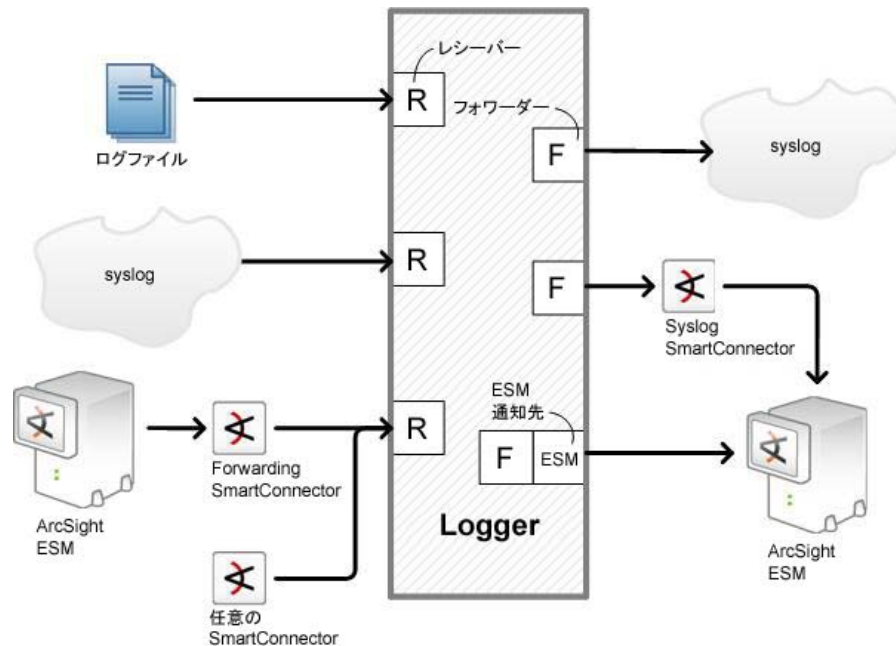 レシーバー
R
ログファイル
フォワーダー
F
syslog
syslog
R
F
Syslog
SmartConnector
ESM
通知先
R
F
ESM
Forwarding
SmartConnector
ArcSight
ESM
Logger
ArcSight
ESM
任意の
SmartConnector